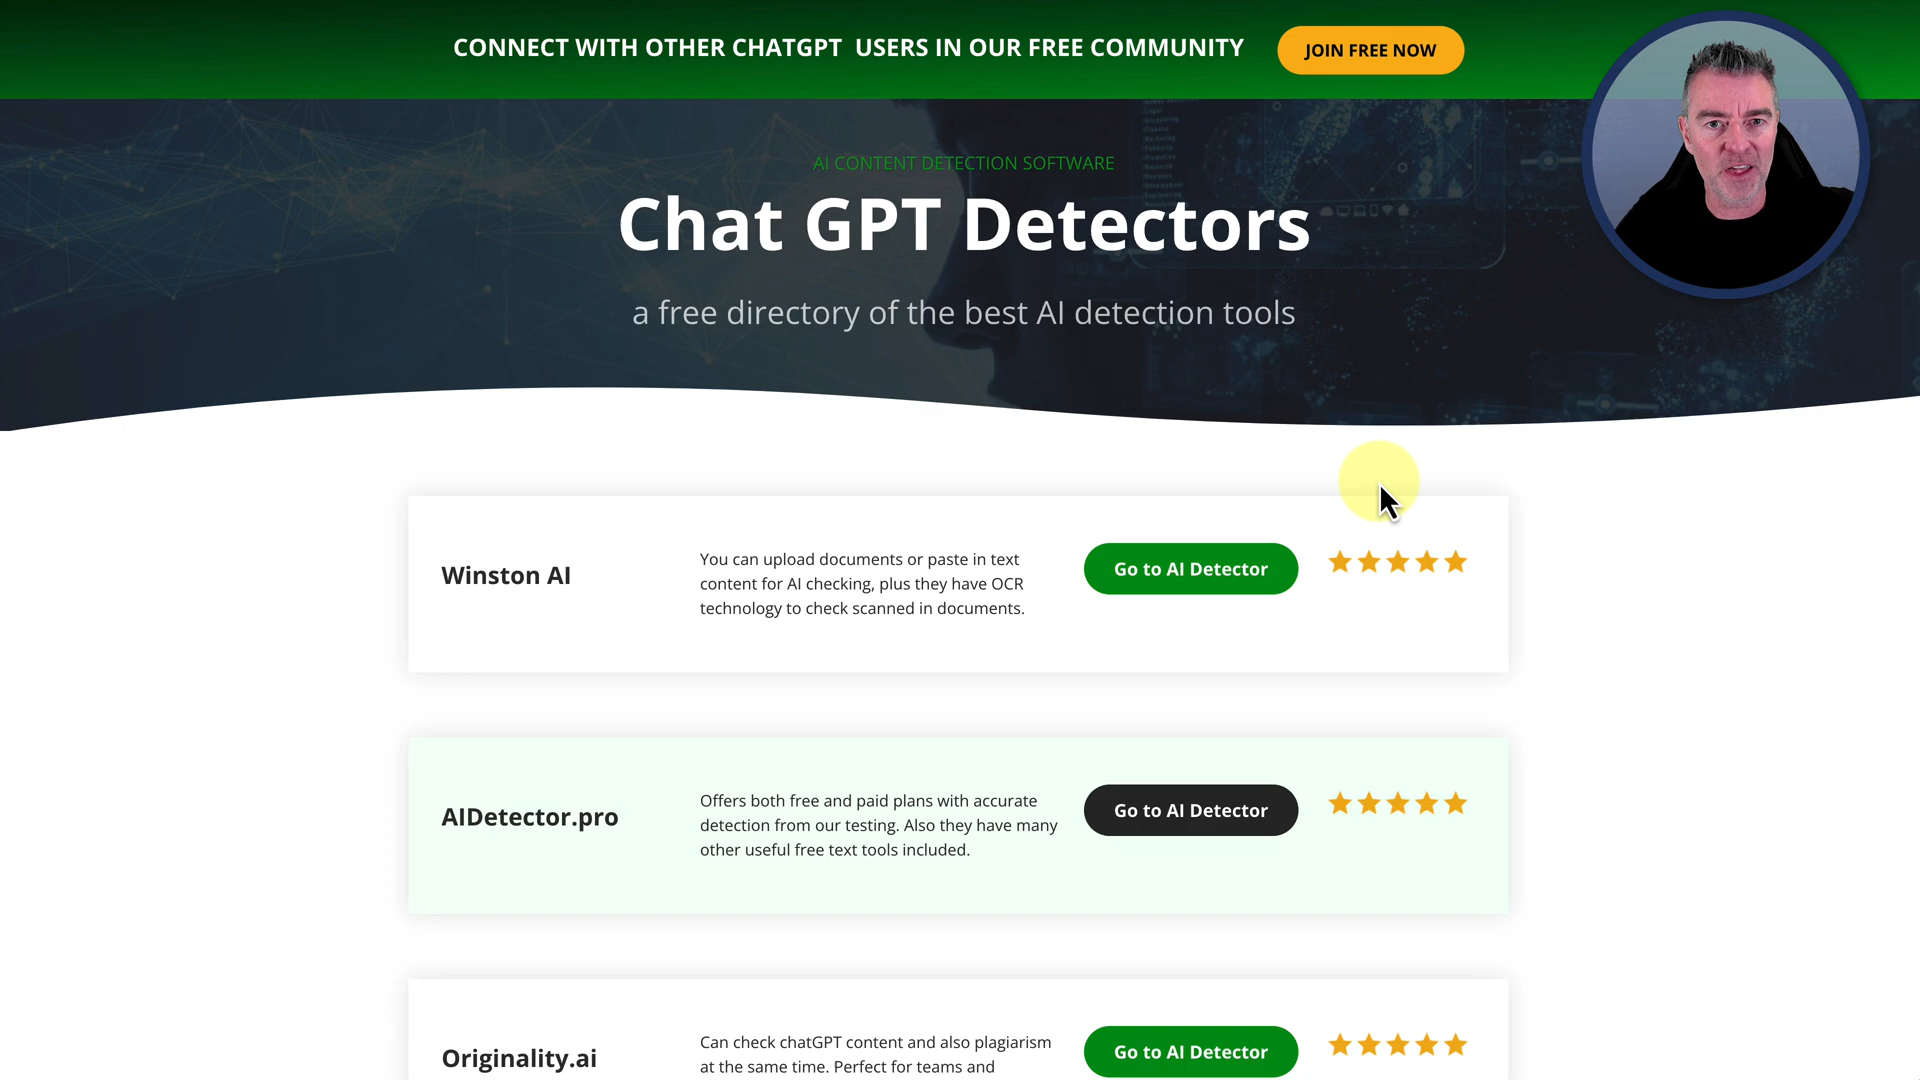 CONNECT WITH OTHER CHATGPT USERS IN OUR FREE COMMUNITY
JOIN FREE NOW
AI CONTENT DETECTION SOFTWARE
Chat GPT Detectors
a free directory of the best AI detection tools
Winston AI
You can upload documents or paste in text
content for AI checking, plus they have OCR
technology to check scanned in documents.
Go to AI Detector
AIDetector.pro
Offers both free and paid plans with accurate
detection from our testing. Also they have many
other useful free text tools included.
Go to AI Detector
Originality.ai
Can check chatGPT content and also plagiarism
at the same time. Perfect for teams and
Go to AI Detector